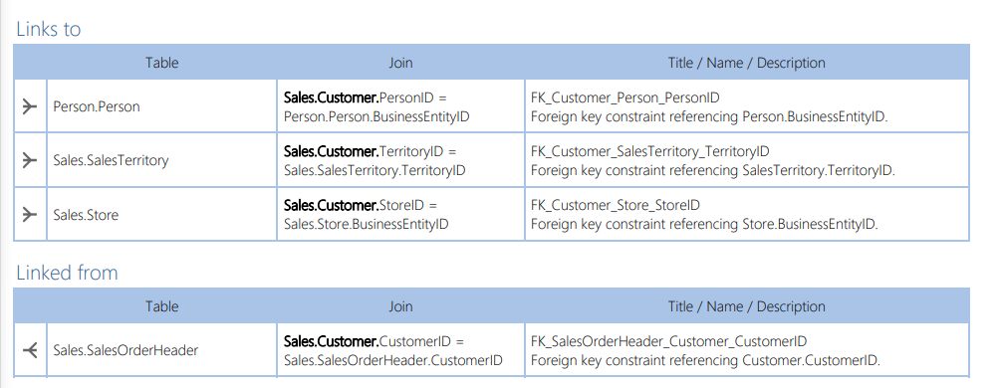 Links to
Table Join Title / Name / Description
Person.Person
Sales.Customer.PersonID =
Person.Person.BusinessEntityID
FK_Customer_Person_PersonID
Foreign key constraint referencing Person.BusinessEntityID.
Sales.SalesTerritory
Sales.Customer.TerritoryID =
Sales.SalesTerritory.TerritoryID
FK_Customer_SalesTerritory_TerritoryID
Foreign key constraint referencing SalesTerritory.TerritoryID.
Sales.Store
Sales.Customer.StoreID =
Sales.Store.BusinessEntityID
FK_Customer_Store_StoreID
Foreign key constraint referencing Store.BusinessEntityID.
Linked from
Table Join Title / Name / Description
Sales.SalesOrderHeader
Sales.Customer.CustomerID =
Sales.SalesOrderHeader.CustomerID
FK_SalesOrderHeader_Customer_CustomerID
Foreign key constraint referencing Customer.CustomerID.